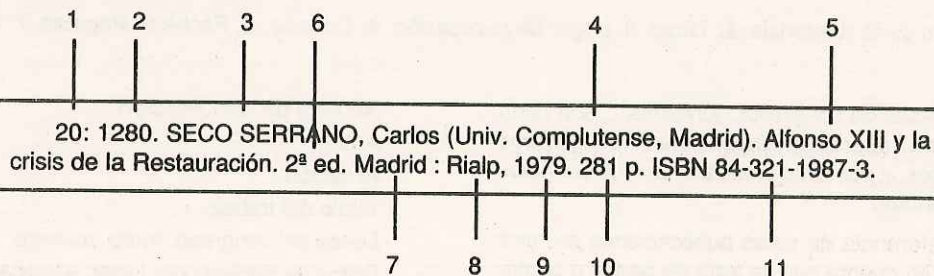 1 2 3 6 4 5
20: 1280. SECO SERRANO, Carlos (Univ. Complutense, Madrid). Alfonso XIII y la
crisis de la Restauración. 2ª ed. Madrid : Rialp, 1979. 281 p. ISBN 84-321-1987-3.
7 8 9 10 11